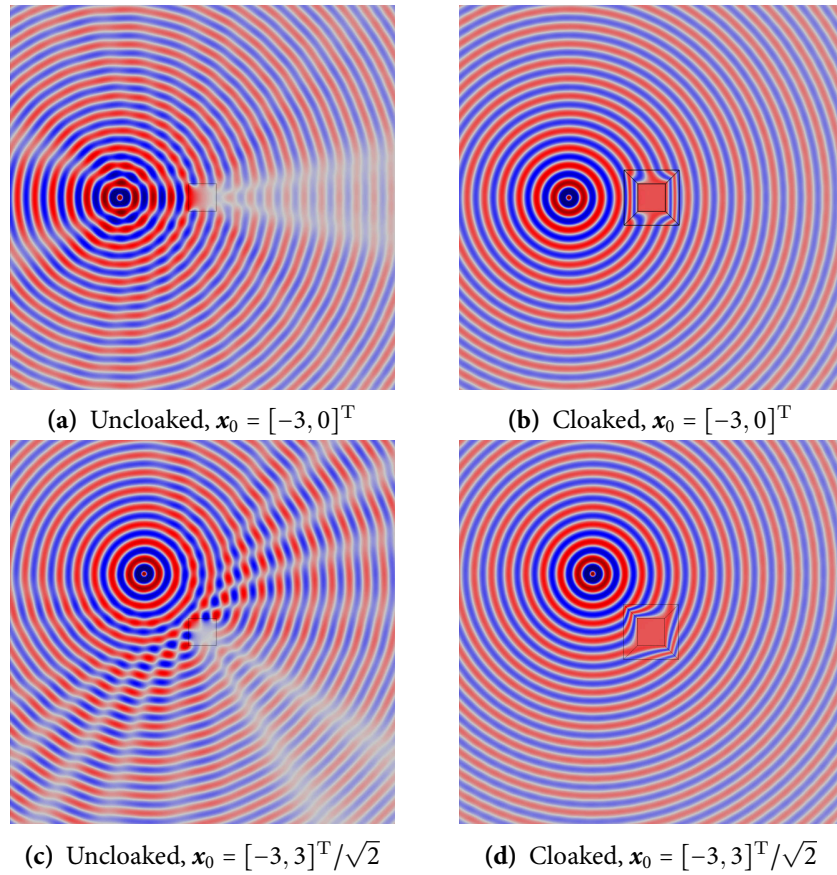 (a) Uncloaked, x₀ = [−3, 0]ᵀ
(b) Cloaked, x₀ = [−3, 0]ᵀ
(c) Uncloaked, x₀ = [−3, 3]ᵀ/√2
(d) Cloaked, x₀ = [−3, 3]ᵀ/√2